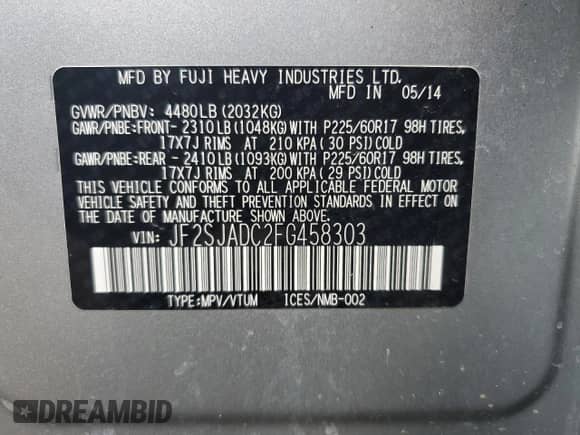 MFD BY FUJI HEAVY INDUSTRIES LTD.
MFD IN 05/14
GVWR/PNBV: 4480LB (2032KG)
GAWR/PNBE:FRONT- 2310LB(1048KG)WITH P225/60R17 98H TIRES,
17X7J RIMS AT 210 KPA (30 PSI)COLD
GAWR/PNBE:REAR - 2410LB(1093KG)WITH P225/60R17 98H TIRES,
17X7J RIMS AT 200 KPA (29 PSI)COLD
THIS VEHICLE CONFORMS TO ALL APPLICABLE FEDERAL MOTOR
VEHICLE SAFETY AND THEFT PREVENTION STANDARDS IN EFFECT ON
THE DATE OF MANUFACTURE SHOWN ABOVE.
VIN: JF2SJADC2FG458303
TYPE:MPV/VTUM ICES/NMB-002
DREAMBID